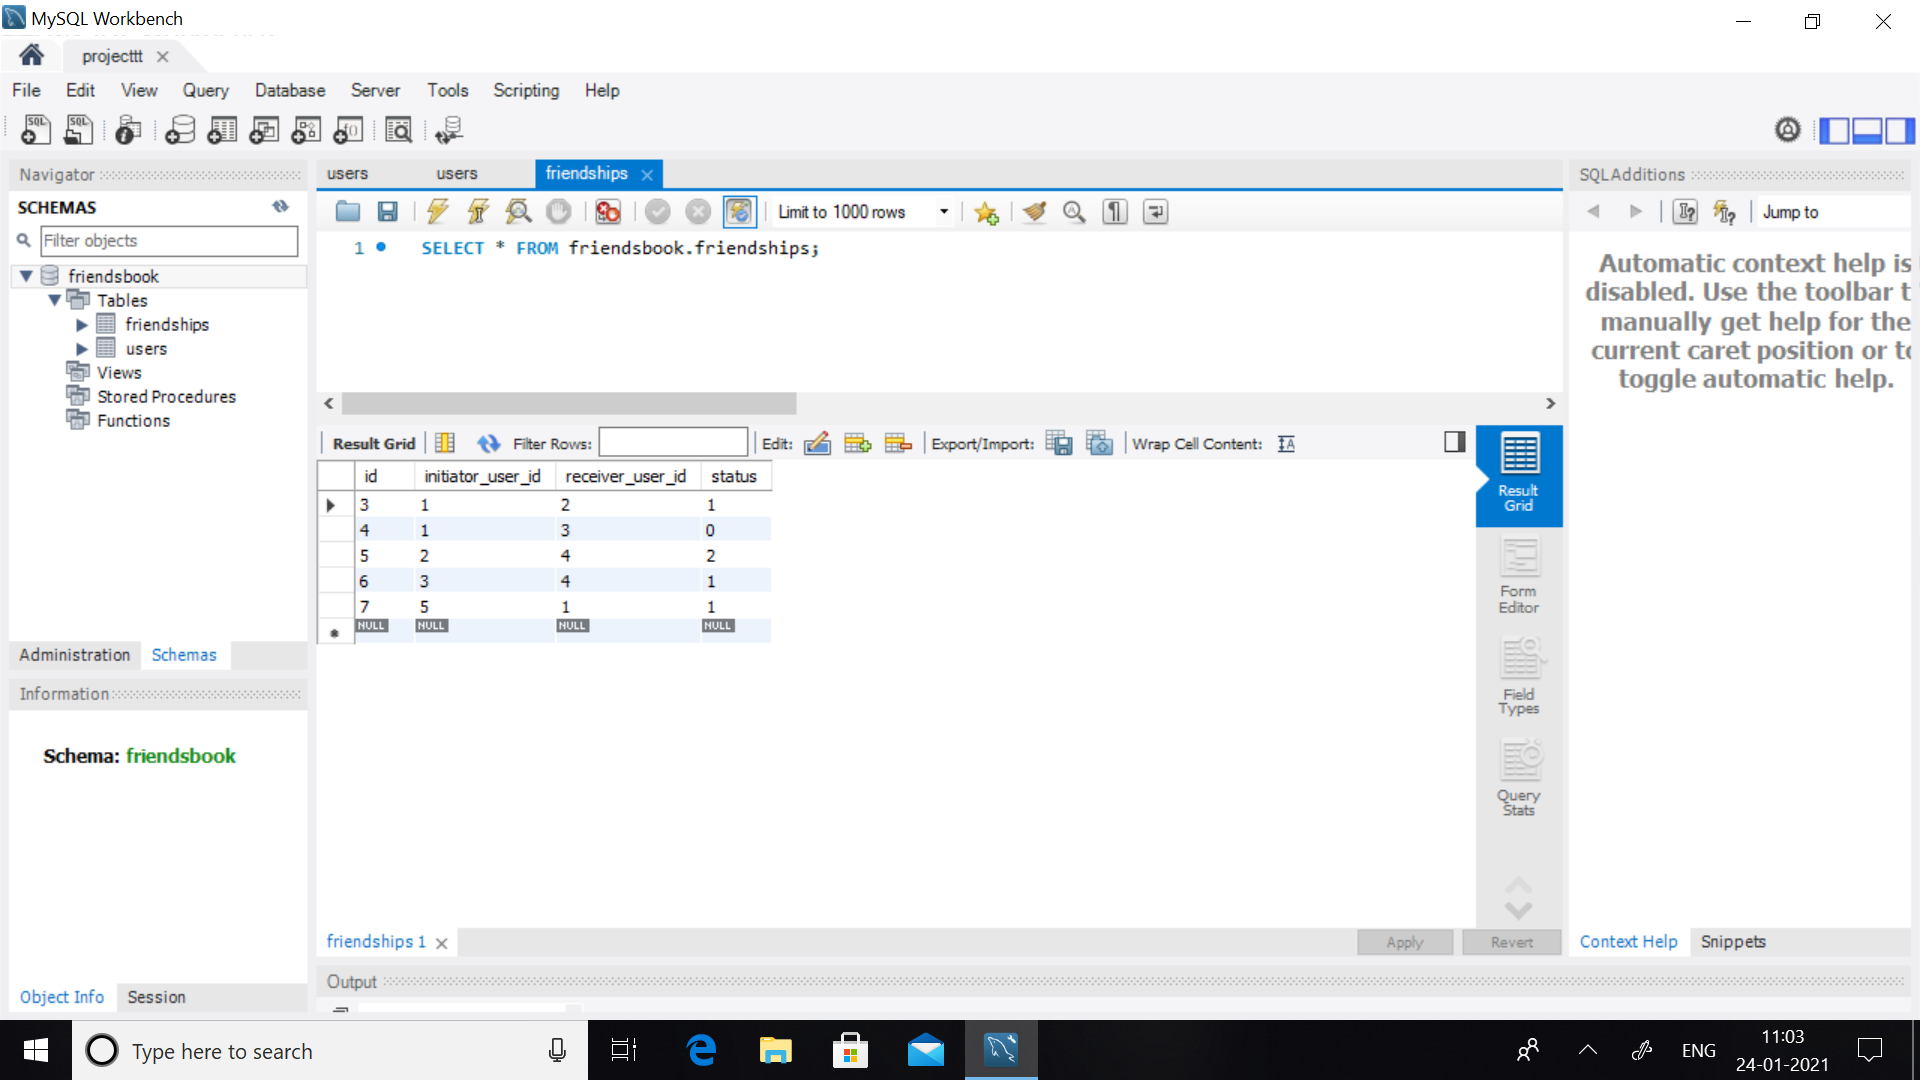 MySQL Workbench
projecttt
File Edit View Query Database Server Tools Scripting Help
SQL SQL
Navigator
SCHEMAS
Filter objects
friendsbook
Tables
friendships
users
Views
Stored Procedures
Functions
Administration Schemas
Information
Schema: friendsbook
Object Info Session
users users friendships
Limit to 1000 rows
1 SELECT * FROM friendsbook.friendships;
Result Grid Filter Rows: Edit: Export/Import: Wrap Cell Content: IA
id initiator_user_id receiver_user_id status
3 1 2 1
4 1 3 0
5 2 4 2
6 3 4 1
7 5 1 1
NULL NULL NULL NULL
Result
Grid
Form
Editor
Field
Types
Query
Stats
friendships 1
Apply Revert
Output
SQLAdditions
Jump to
Automatic context help is
disabled. Use the toolbar t
manually get help for the
current caret position or to
toggle automatic help.
Context Help Snippets
Type here to search
ENG
11:03
24-01-2021